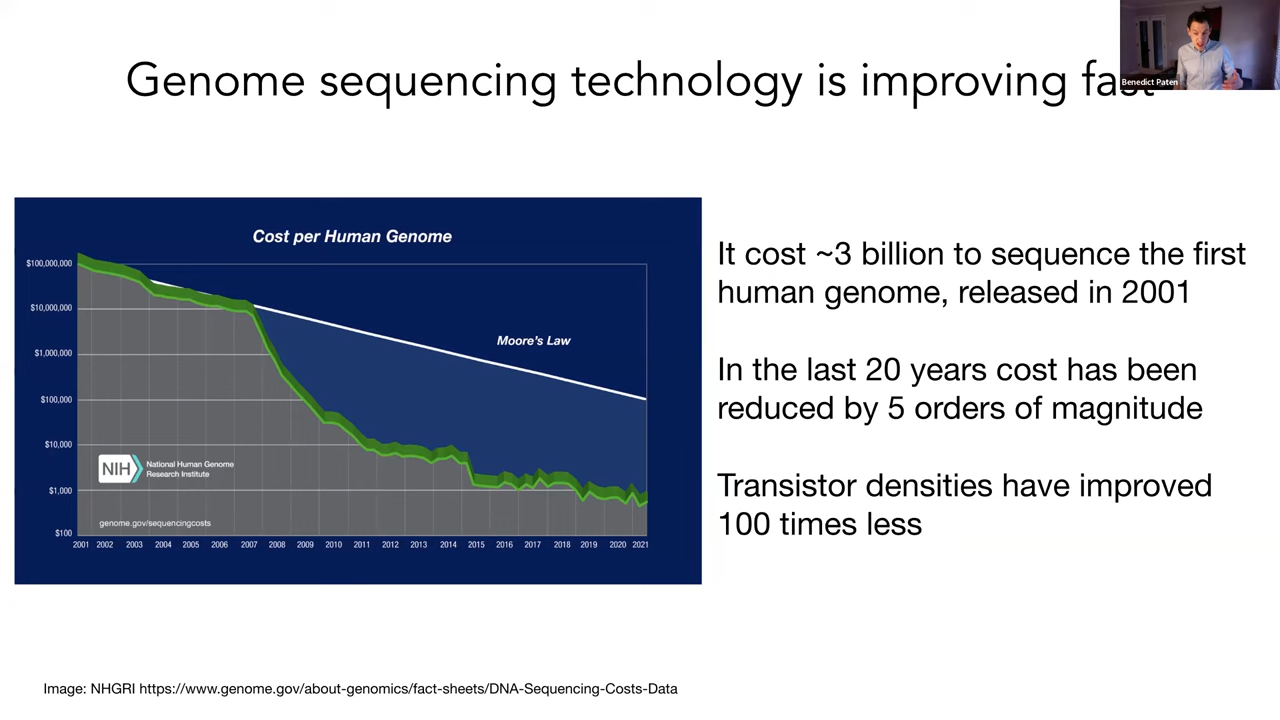 Genome sequencing technology is improving fast
Benedict Paten
Cost per Human Genome
$100,000,000
$10,000,000
$1,000,000
$100,000
$10,000
$1,000
$100
Moore's Law
NIH
National Human Genome
Research Institute
genome.gov/sequencingcosts
2001 2002 2003 2004 2005 2006 2007 2008 2009 2010 2011 2012 2013 2014 2015 2016 2017 2018 2019 2020 2021
It cost ~3 billion to sequence the first
human genome, released in 2001
In the last 20 years cost has been
reduced by 5 orders of magnitude
Transistor densities have improved
100 times less
Image: NHGRI https://www.genome.gov/about-genomics/fact-sheets/DNA-Sequencing-Costs-Data